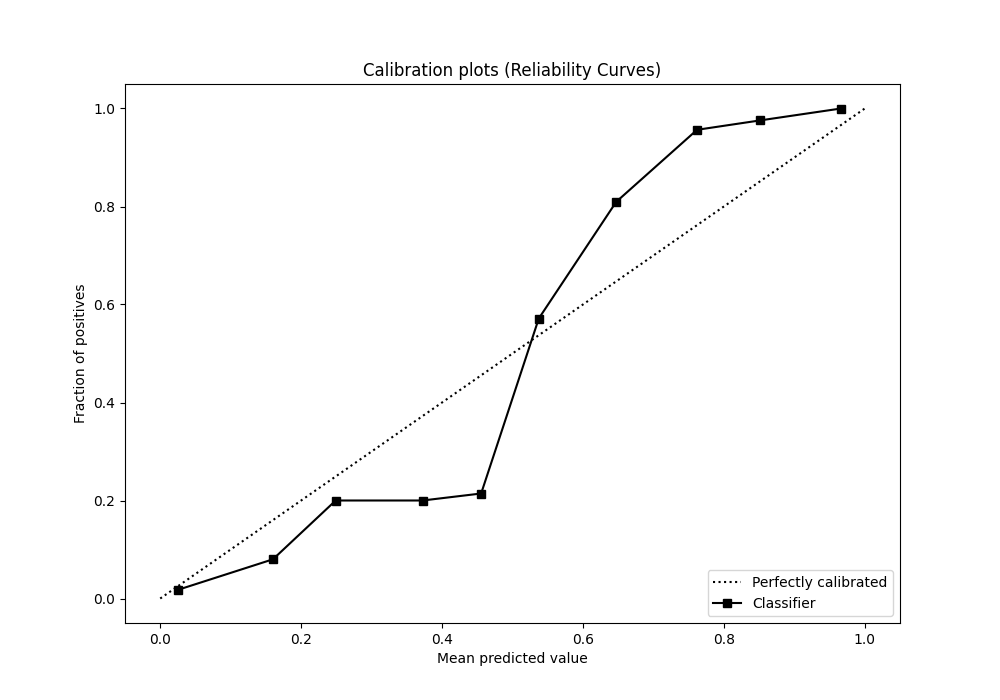 Calibration plots (Reliability Curves)
1.0
0.8
0.6
0.4
0.2
0.0
Fraction of positives
Perfectly calibrated
Classifier
0.0 0.2 0.4 0.6 0.8 1.0
Mean predicted value